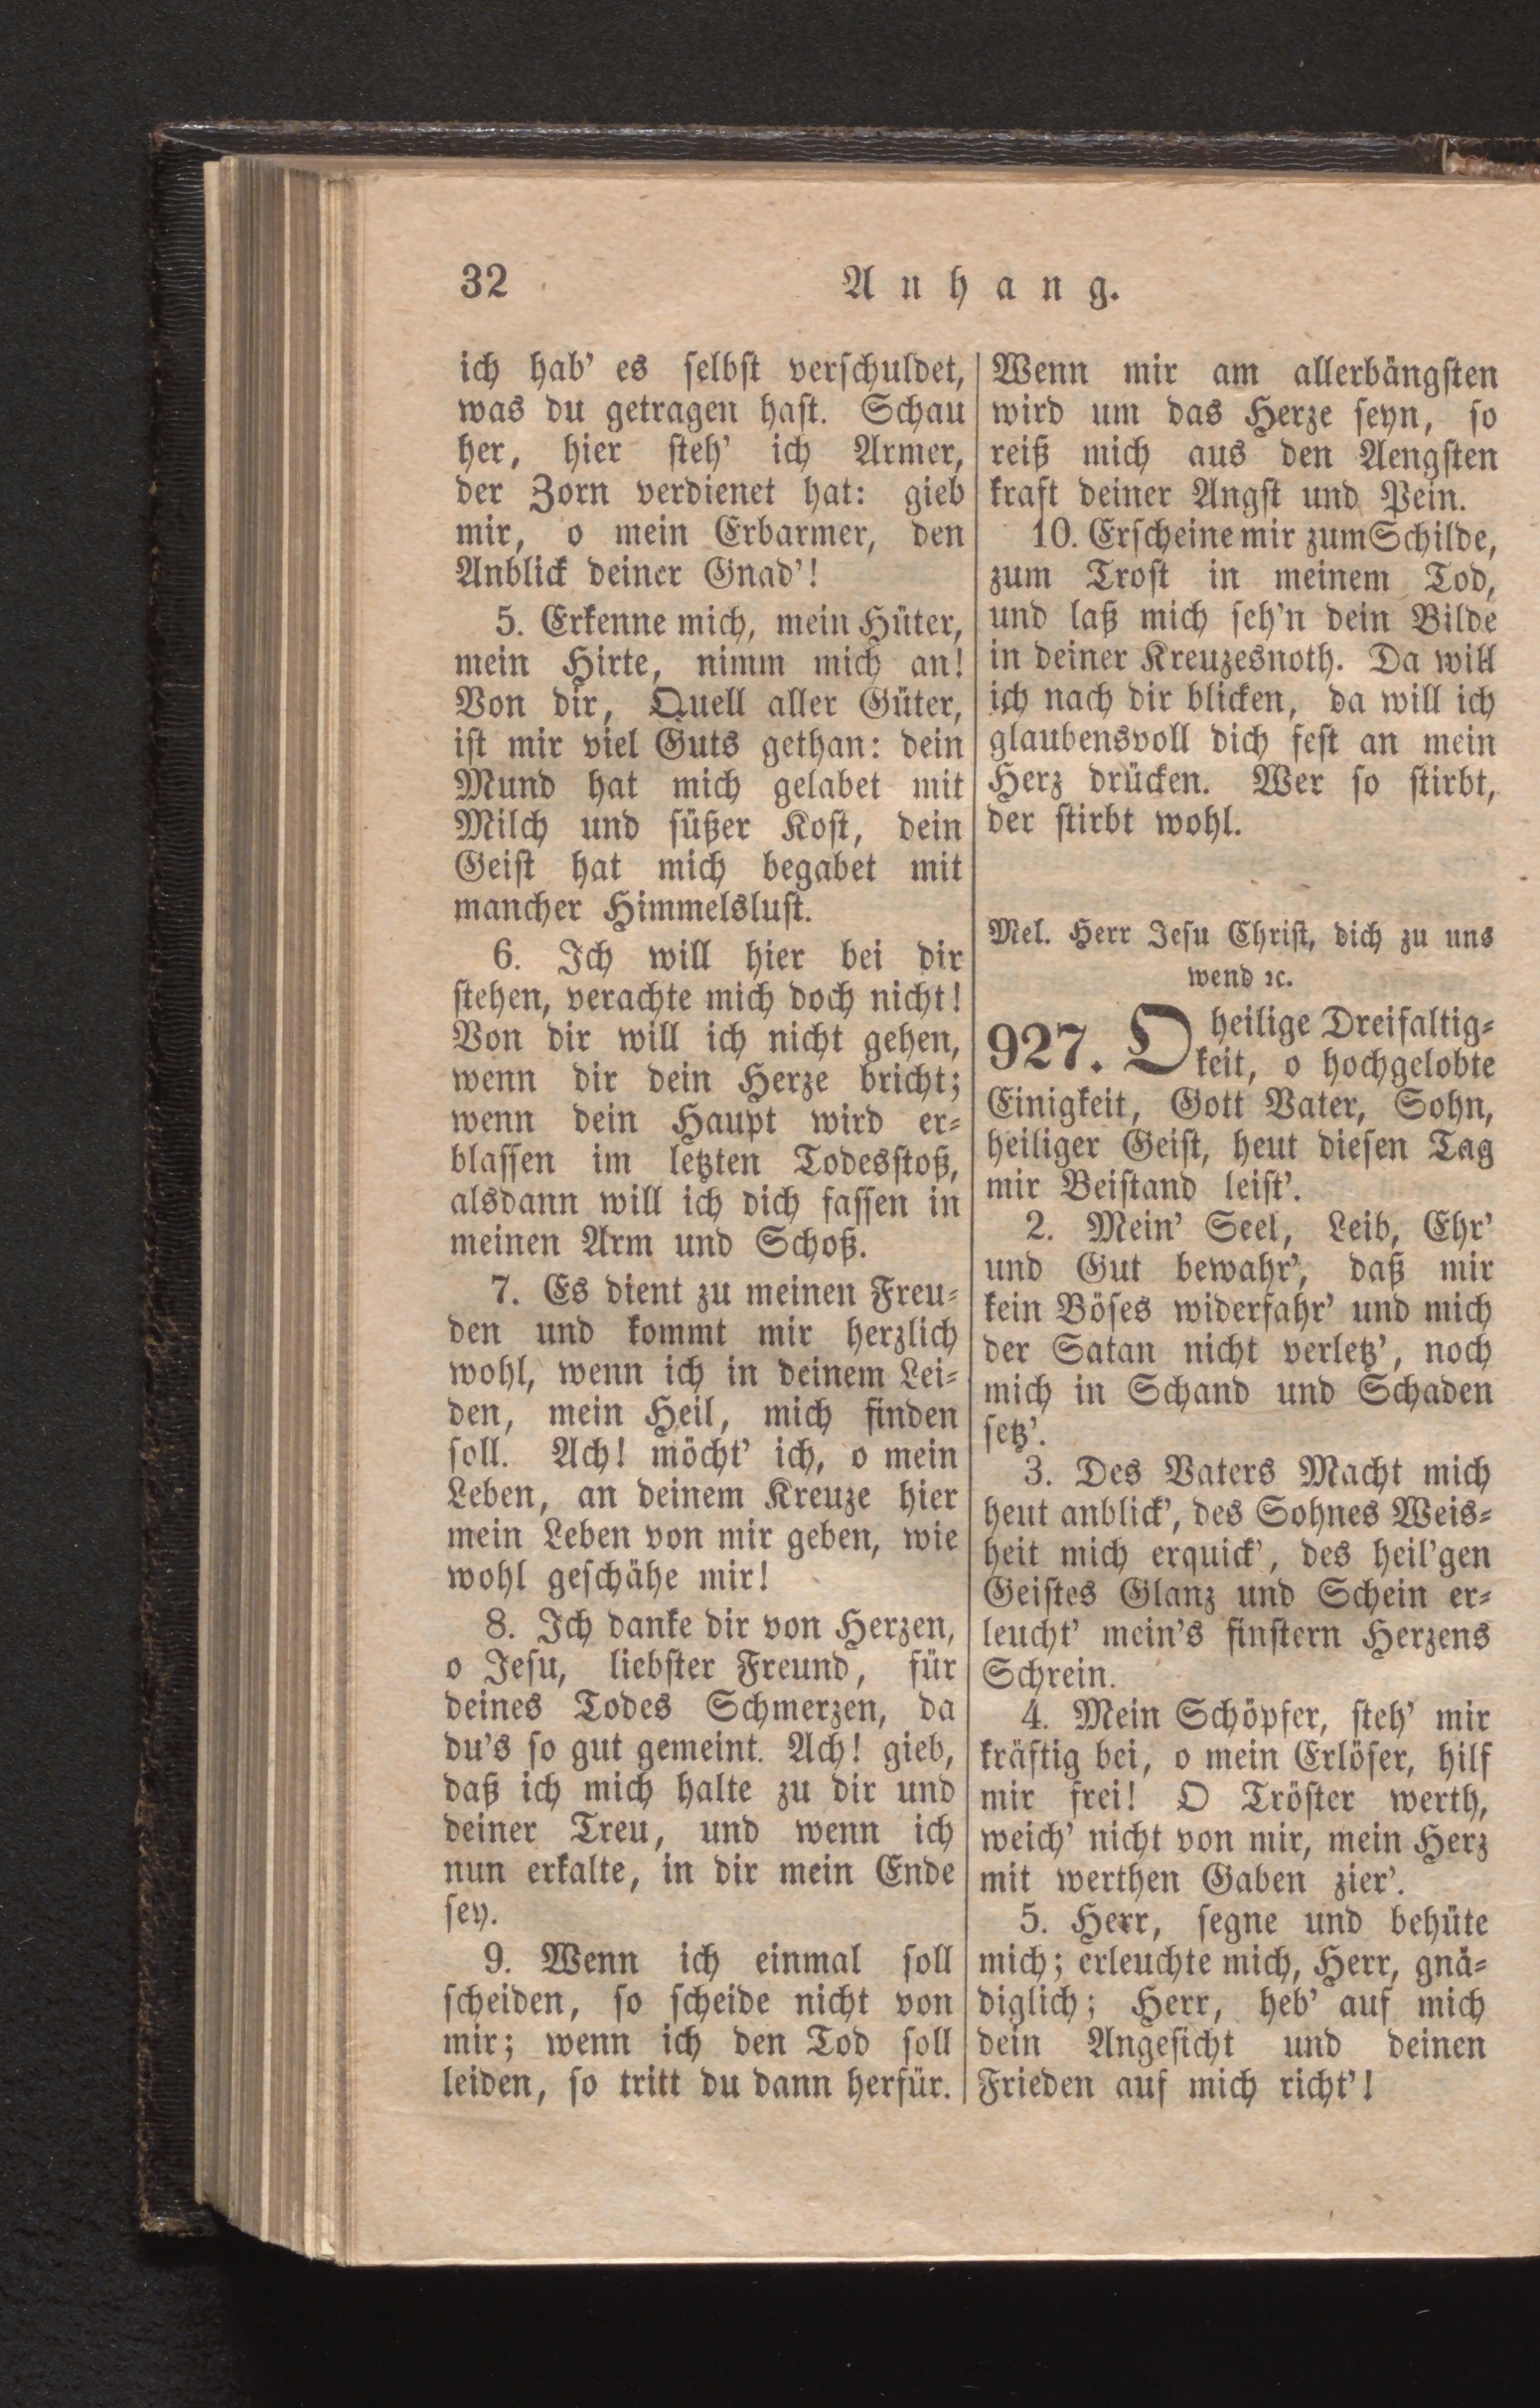 32
Anhang.
ich hab' es selbst verschuldet,
was du getragen hast. Schau
her, hier steh' ich Armer,
der Zorn verdienet hat: gieb
mir, o mein Erbarmer, den
Anblick deiner Gnad'!
5. Erkenne mich, mein Hüter,
mein Hirte, nimm mich an!
Von dir, Quell aller Güter,
ist mir viel Guts gethan: dein
Mund hat mich gelabet mit
Milch und süßer Kost, dein
Geist hat mich begabet mit
mancher Himmelslust.
6. Ich will hier bei dir
stehen, verachte mich doch nicht!
Von dir will ich nicht gehen,
wenn dir dein Herze bricht;
wenn dein Haupt wird er-
blassen im letzten Todesstoß,
alsdann will ich dich fassen in
meinen Arm und Schoß.
7. Es dient zu meinen Freu-
den und kommt mir herzlich
wohl, wenn ich in deinem Lei-
den, mein Heil, mich finden
soll. Ach! möcht' ich, o mein
Leben, an deinem Kreuze hier
mein Leben von mir geben, wie
wohl geschähe mir!
8. Ich danke dir von Herzen,
o Jesu, liebster Freund, für
deines Todes Schmerzen, da
du's so gut gemeint. Ach! gieb,
daß ich mich halte zu dir und
deiner Treu, und wenn ich
nun erkalte, in dir mein Ende
sey.
9. Wenn ich einmal soll
scheiden, so scheide nicht von
mir; wenn ich den Tod soll
leiden, so tritt du dann herfür.
Wenn mir am allerbängsten
wird um das Herze seyn, so
reiß mich aus den Aengsten
kraft deiner Angst und Pein.
10. Erscheine mir zum Schilde,
zum Trost in meinem Tod,
und laß mich seh'n dein Bilde
in deiner Kreuzesnoth. Da will
ich nach dir blicken, da will ich
glaubensvoll dich fest an mein
Herz drücken. Wer so stirbt,
der stirbt wohl.
Mel. Herr Jesu Christ, dich zu uns
wend ꝛc.
927. O heilige Dreifaltig-
keit, o hochgelobte
Einigkeit, Gott Vater, Sohn,
heiliger Geist, heut diesen Tag
mir Beistand leist'.
2. Mein' Seel, Leib, Ehr'
und Gut bewahr', daß mir
kein Böses widerfahr' und mich
der Satan nicht verletz', noch
mich in Schand und Schaden
setz'.
3. Des Vaters Macht mich
heut anblick', des Sohnes Weis-
heit mich erquick', des heil'gen
Geistes Glanz und Schein er-
leucht' mein's finstern Herzens
Schrein.
4. Mein Schöpfer, steh' mir
kräftig bei, o mein Erlöser, hilf
mir frei! O Tröster werth,
weich' nicht von mir, mein Herz
mit werthen Gaben zier'.
5. Herr, segne und behüte
mich; erleuchte mich, Herr, gnä-
diglich; Herr, heb' auf mich
dein Angesicht und deinen
Frieden auf mich richt'!